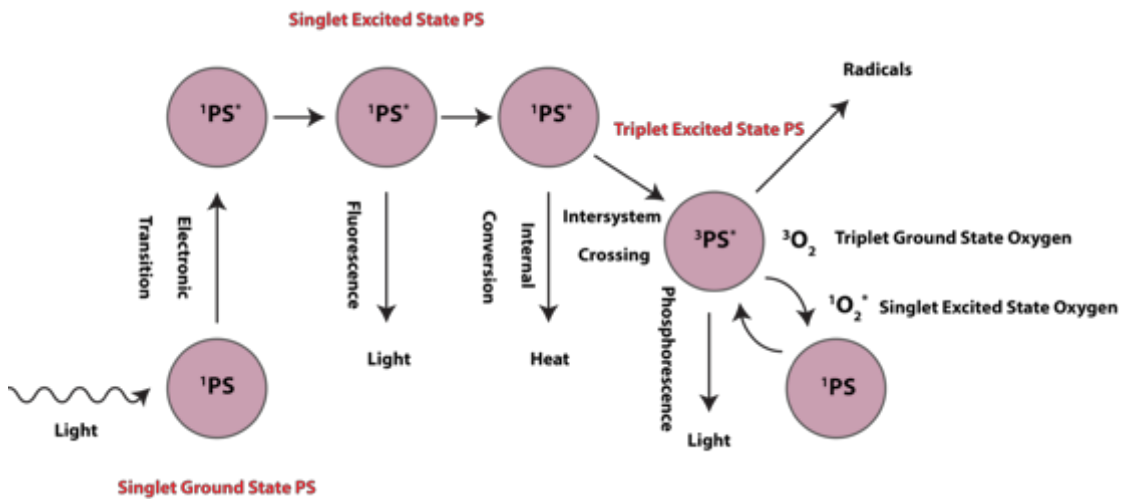 Singlet Excited State PS
Radicals
¹PS*
¹PS*
¹PS*
Triplet Excited State PS
Electronic
Transition
Fluorescence
Internal
Conversion
Intersystem
Crossing
³PS*
³O₂ Triplet Ground State Oxygen
¹O₂* Singlet Excited State Oxygen
Phosphorescence
Light
Heat
¹PS
¹PS
Light
Light
Singlet Ground State PS